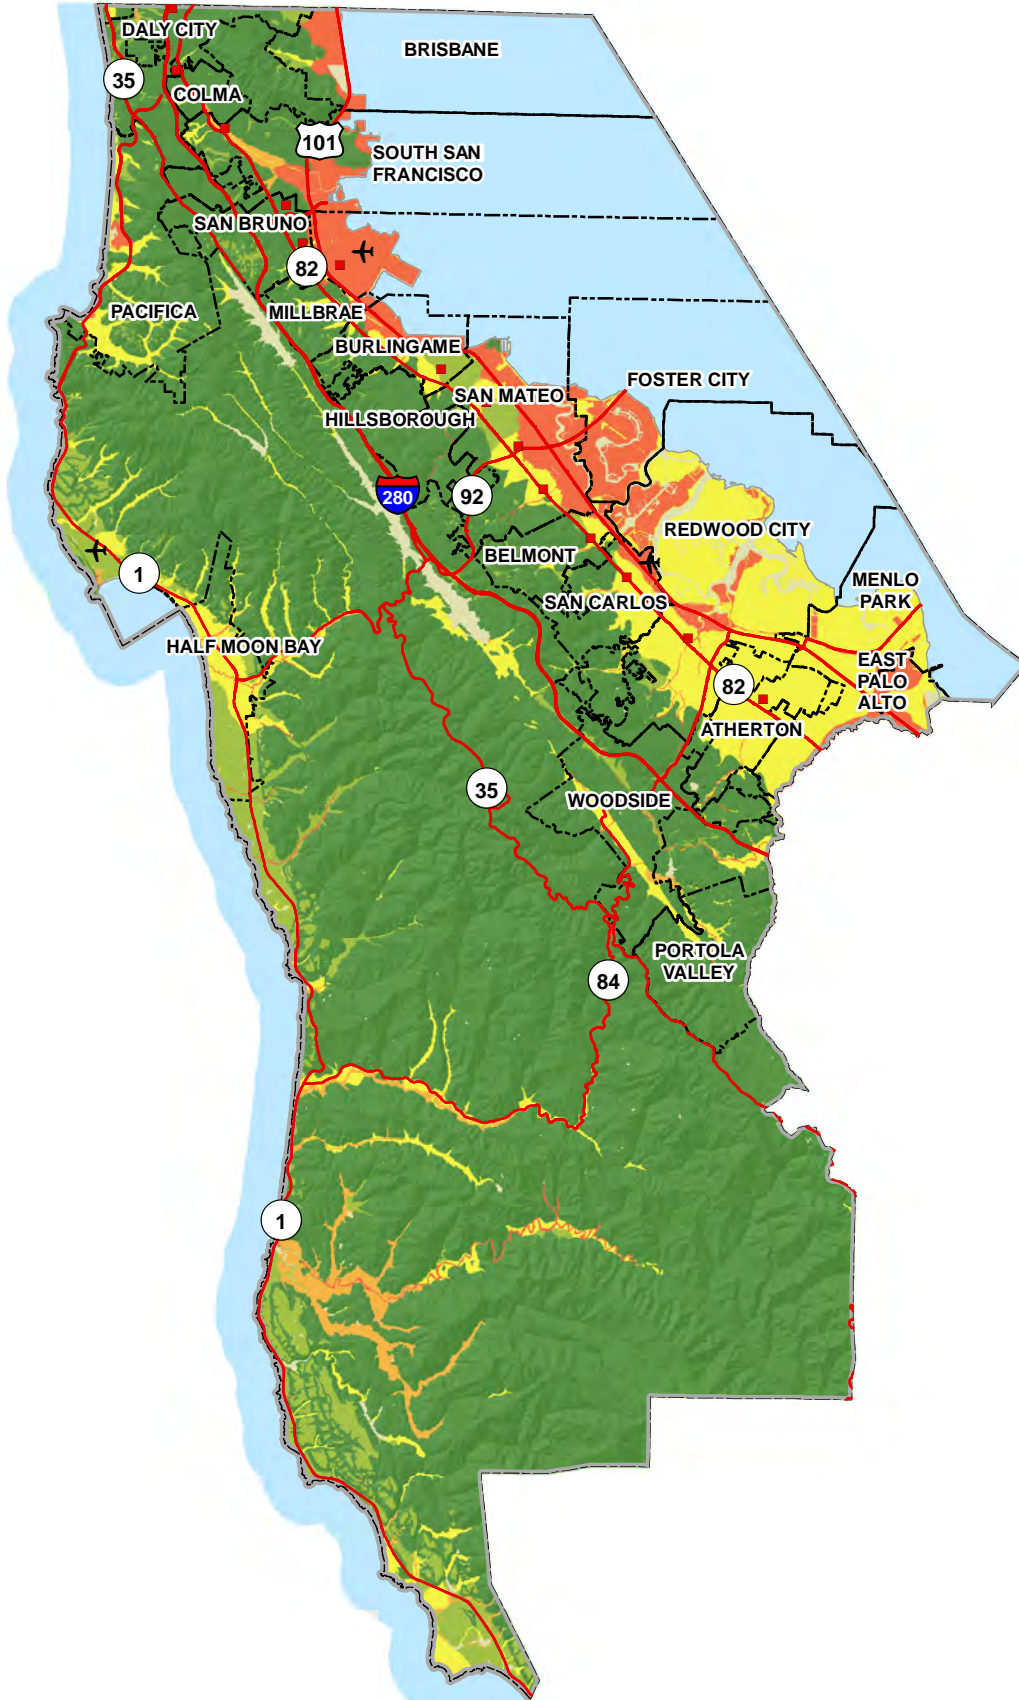 DALY CITY
BRISBANE
35
COLMA
101
SOUTH SAN
FRANCISCO
SAN BRUNO
82
PACIFICA
MILLBRAE
BURLINGAME
FOSTER CITY
SAN MATEO
HILLSBOROUGH
280
92
REDWOOD CITY
BELMONT
1
MENLO
PARK
SAN CARLOS
HALF MOON BAY
EAST
PALO
ALTO
82
ATHERTON
35
WOODSIDE
PORTOLA
VALLEY
84
1